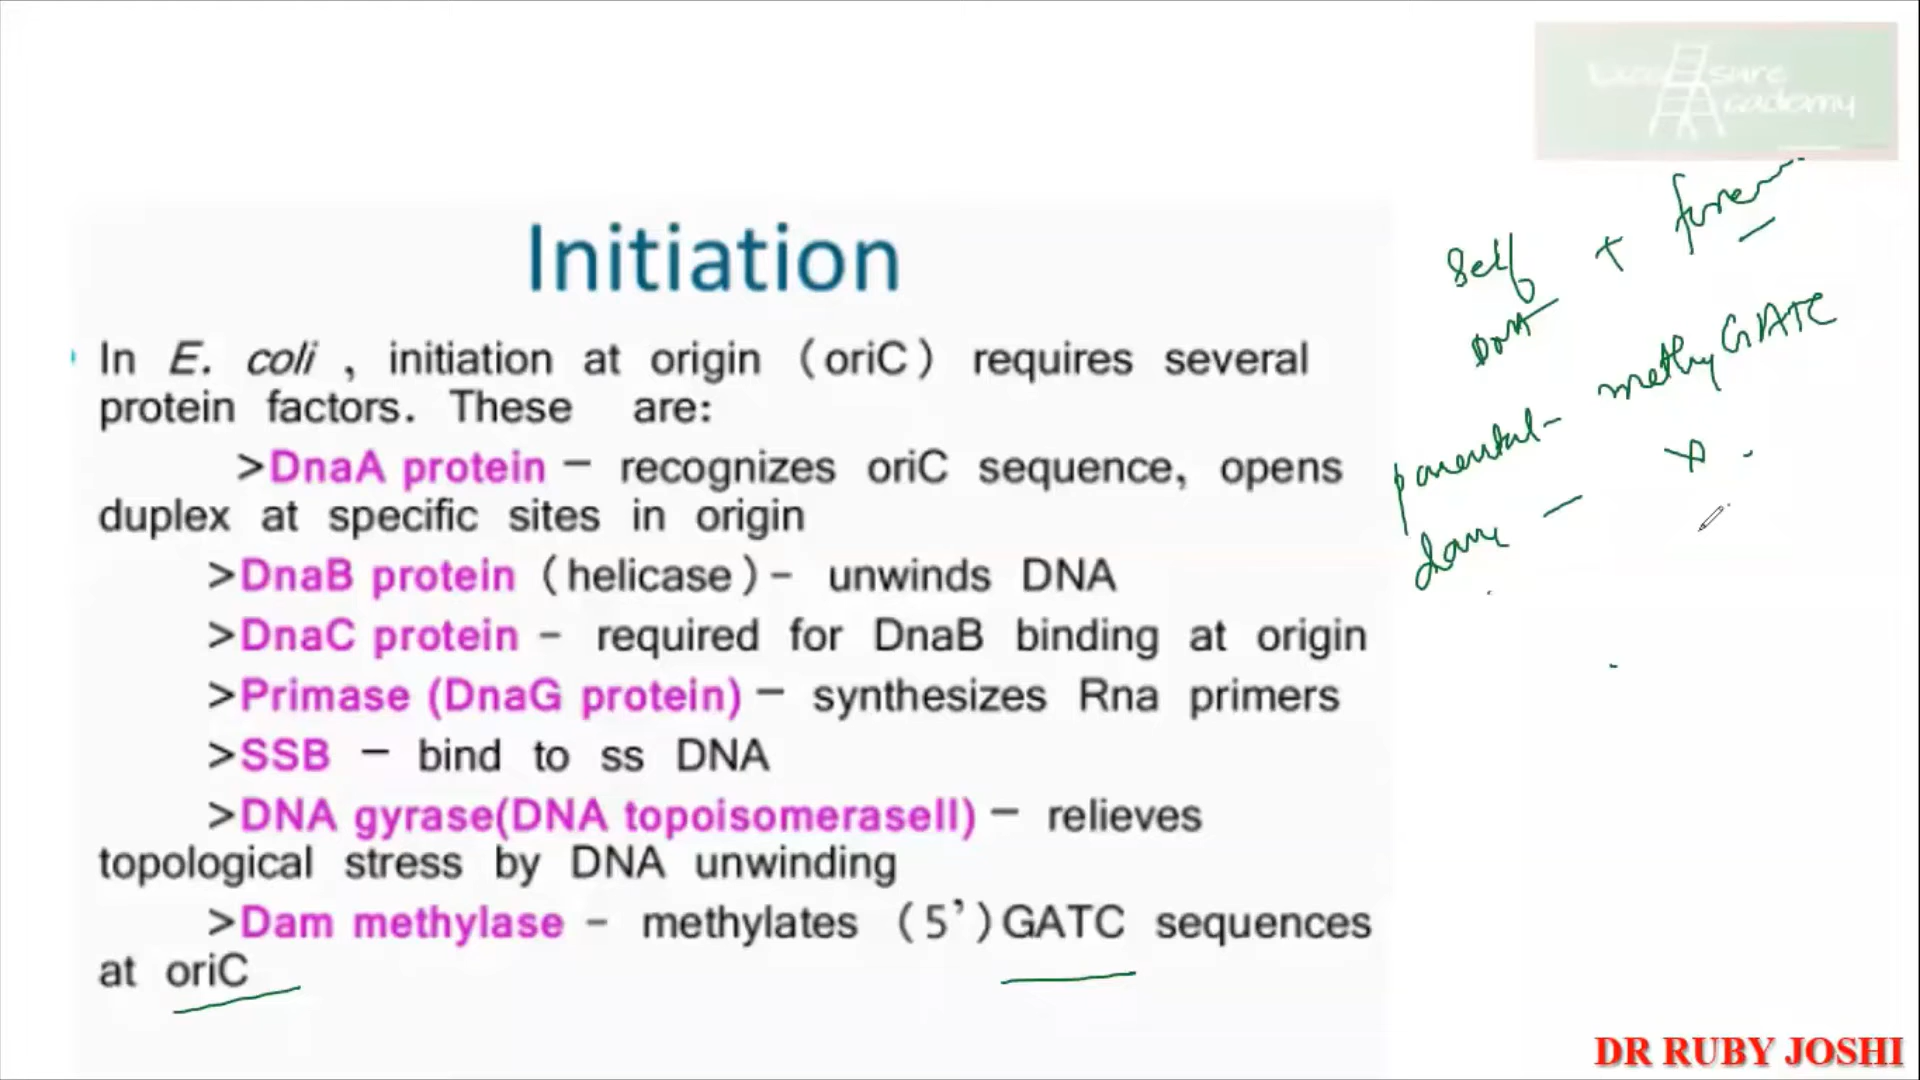 sure
cademy
Initiation
In E. coli , initiation at origin (oriC) requires several
protein factors. These are:
>DnaA protein – recognizes oriC sequence, opens
duplex at specific sites in origin
>DnaB protein (helicase)– unwinds DNA
>DnaC protein – required for DnaB binding at origin
>Primase (DnaG protein) – synthesizes Rna primers
>SSB – bind to ss DNA
>DNA gyrase(DNA topoisomeraseII) – relieves
topological stress by DNA unwinding
>Dam methylase – methylates (5’)GATC sequences
at oriC
Self +
DNA
methy GATC
parental-
DR RUBY JOSHI